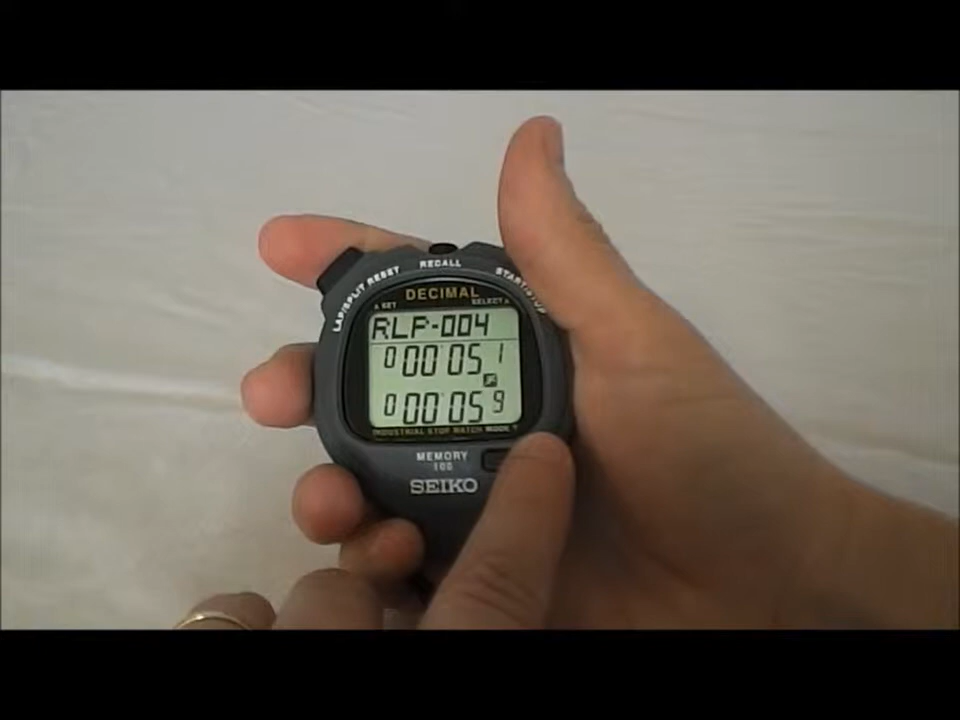 LAP/SPLIT RESET
RECALL
START/STOP
DECIMAL
▲ SET
SELECT ▲
RLP-004
0 00 05 1
0 00 05 9
INDUSTRIAL STOP WATCH MODE ▼
MEMORY
100
SEIKO